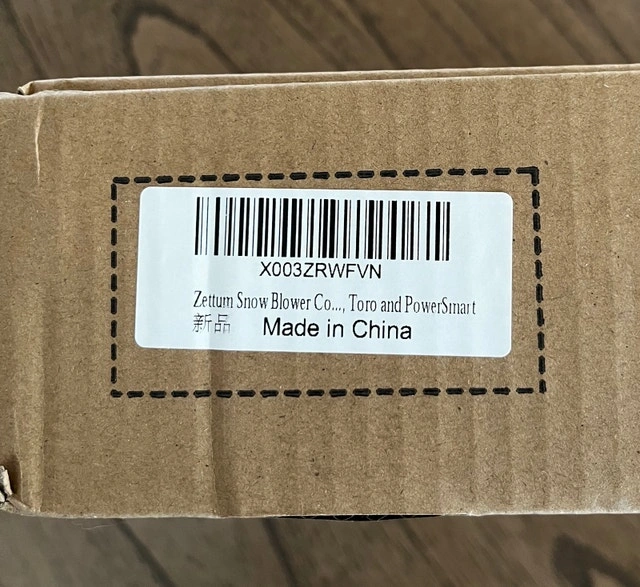 X003ZRWFVN
Zettum Snow Blower Co..., Toro and PowerSmart
新品 Made in China